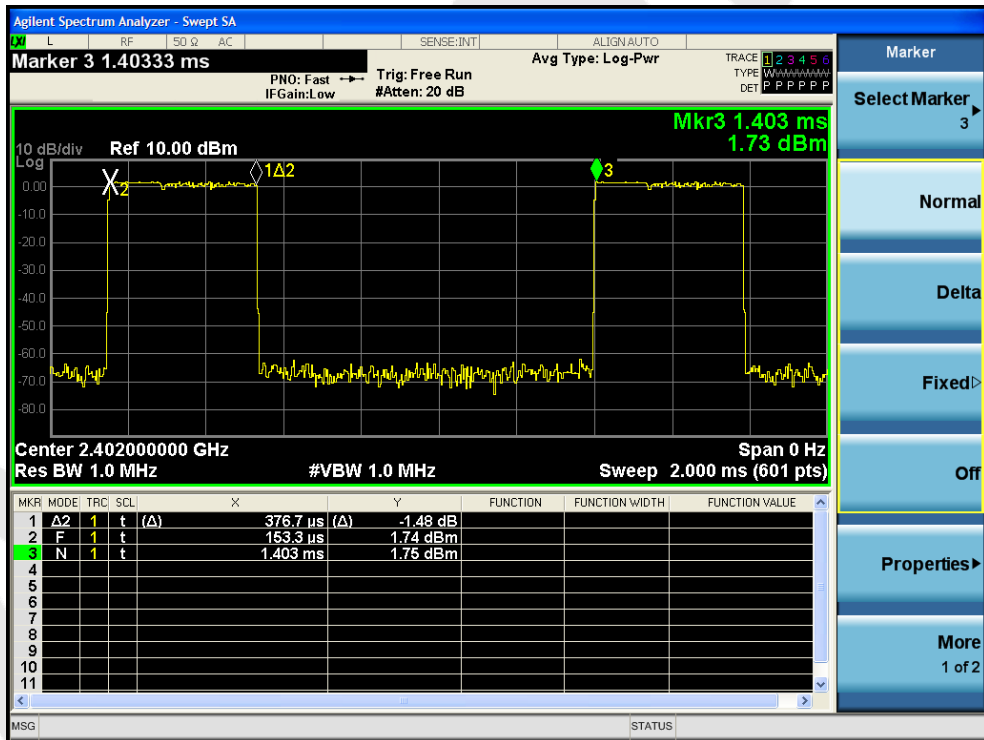 Agilent Spectrum Analyzer - Swept SA
LXI L RF 50 Ω AC SENSE:INT ALIGN AUTO
Marker 3 1.40333 ms
PNO: Fast
IFGain:Low
Trig: Free Run
#Atten: 20 dB
Avg Type: Log-Pwr
TRACE 1 2 3 4 5 6
TYPE WWWWWW
DET P P P P P P
Mkr3 1.403 ms
1.73 dBm
10 dB/div Ref 10.00 dBm
Log
0.00
-10.0
-20.0
-30.0
-40.0
-50.0
-60.0
-70.0
-80.0
X2
1Δ2
3
Center 2.402000000 GHz Span 0 Hz
Res BW 1.0 MHz #VBW 1.0 MHz Sweep 2.000 ms (601 pts)
MKR MODE TRC SCL X Y FUNCTION FUNCTION WIDTH FUNCTION VALUE
1 Δ2 1 t (Δ) 376.7 µs (Δ) -1.48 dB
2 F 1 t 153.3 µs 1.74 dBm
3 N 1 t 1.403 ms 1.75 dBm
4
5
6
7
8
9
10
11
MSG STATUS
Marker
Select Marker
3
Normal
Delta
Fixed
Off
Properties
More
1 of 2